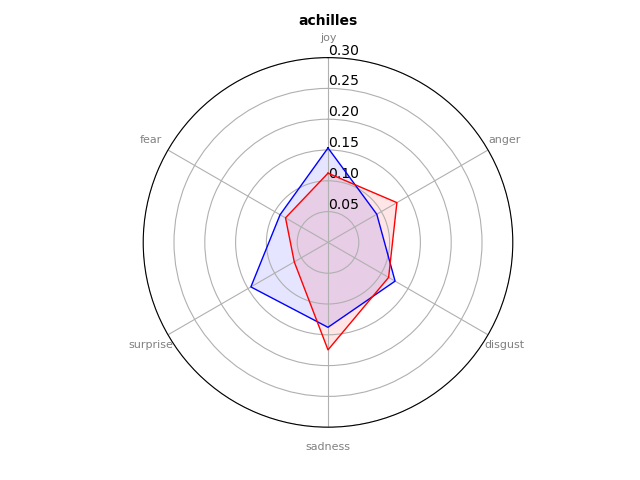 achilles
joy
0.30
0.25
0.20
0.15
0.10
0.05
fear
anger
surprise
disgust
sadness